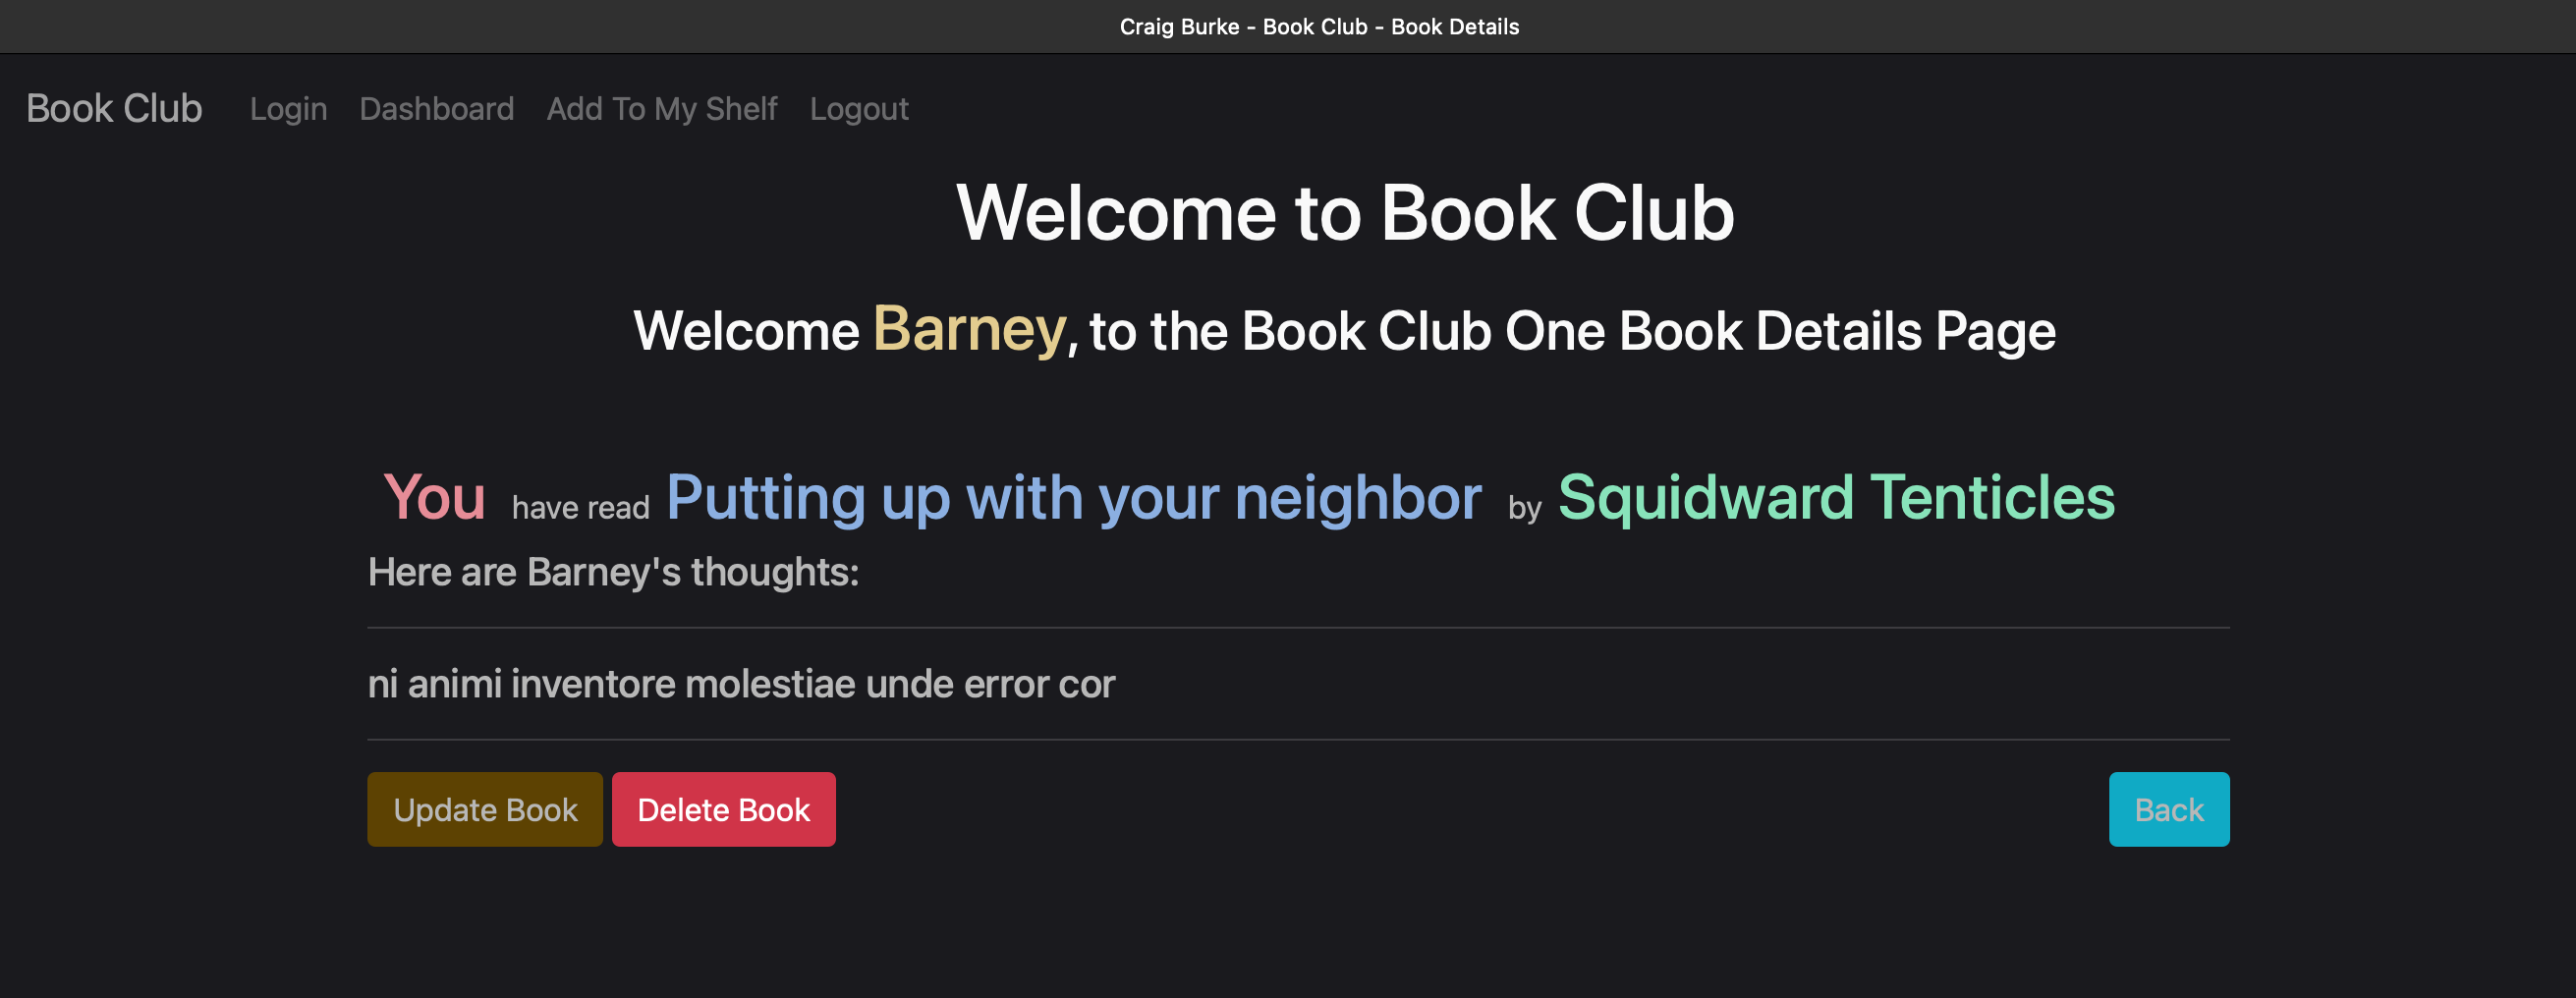 Craig Burke - Book Club - Book Details
Book Club Login Dashboard Add To My Shelf Logout
Welcome to Book Club
Welcome Barney, to the Book Club One Book Details Page
You have read Putting up with your neighbor by Squidward Tenticles
Here are Barney's thoughts:
ni animi inventore molestiae unde error cor
Update Book Delete Book Back